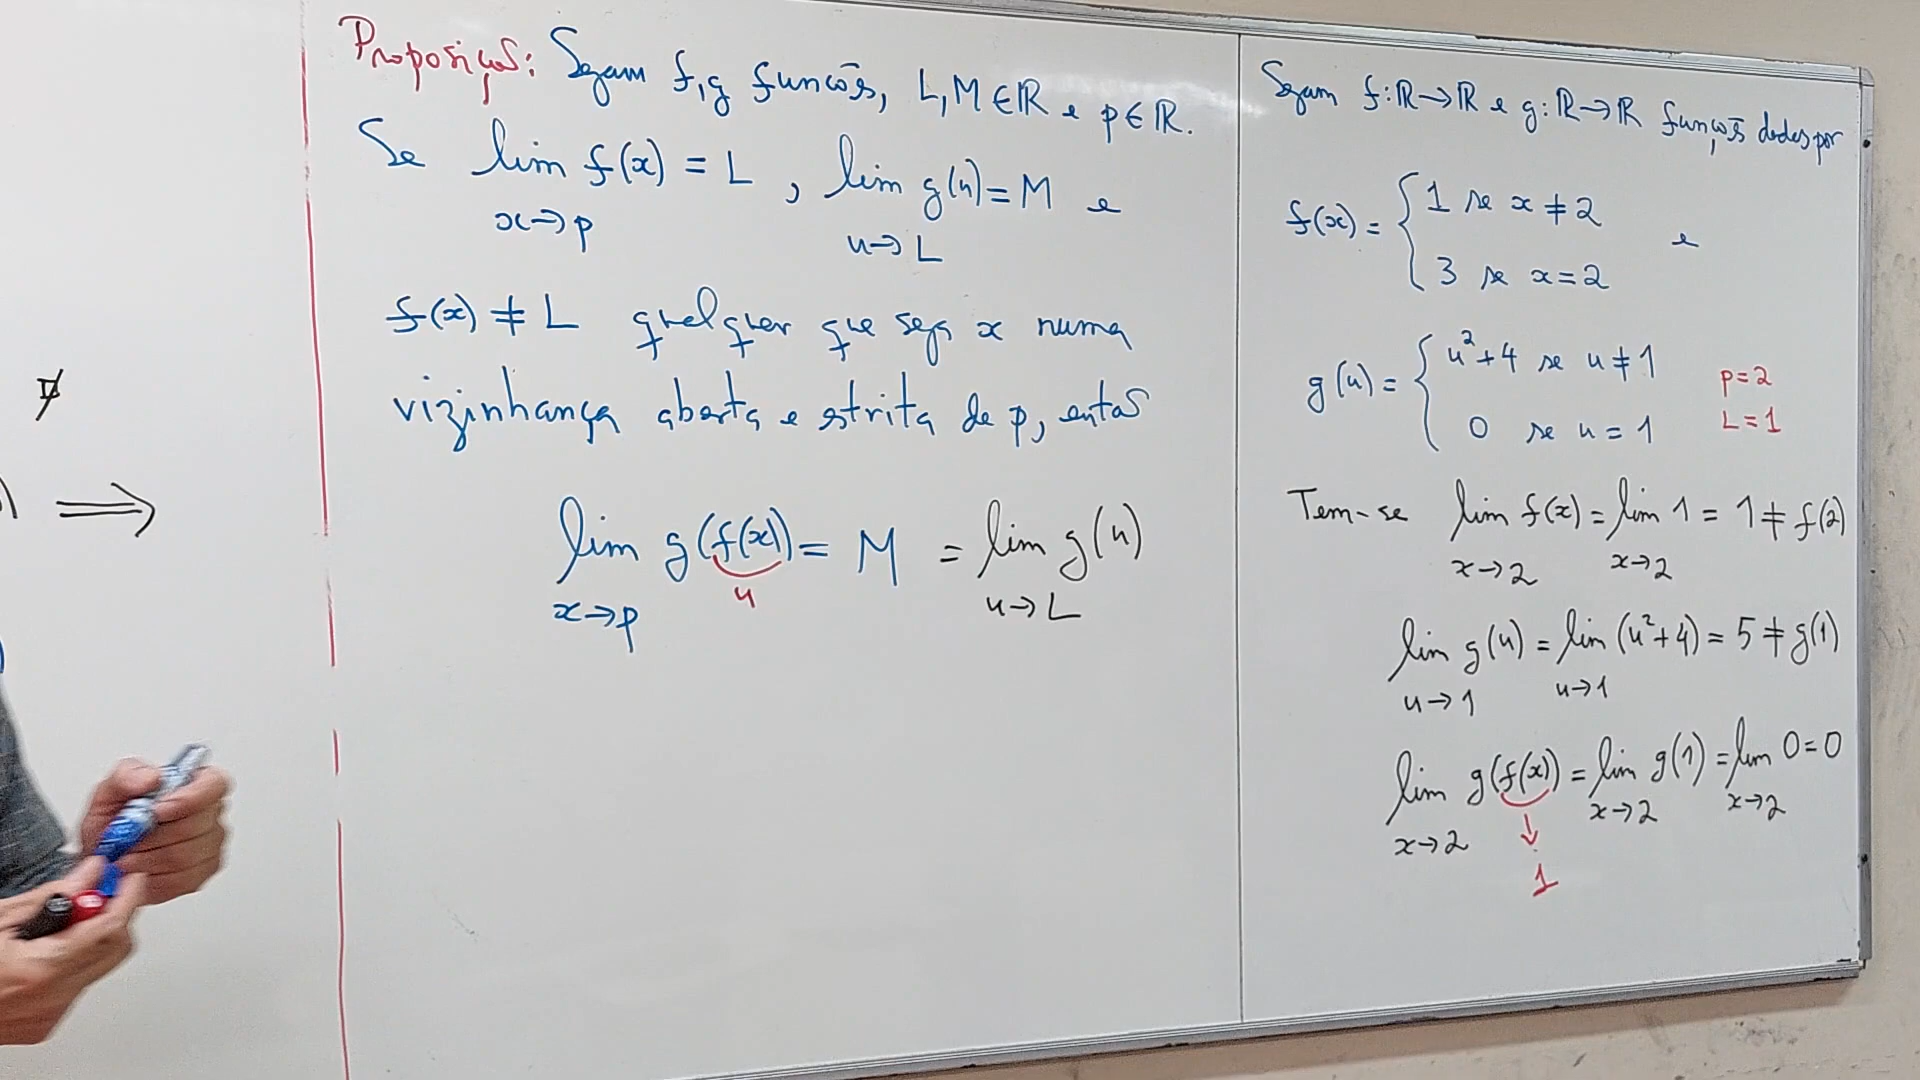 Proposição: Sejam f, g funções, L, M ∈ ℝ e p ∈ ℝ.
Se lim f(x) = L , lim g(u) = M e
x→p u→L
f(x) ≠ L qualquer que seja x numa
vizinhança aberta e estrita de p, então
lim g(f(x)) = M = lim g(u)
x→p u u→L
⟹
Sejam f: ℝ→ℝ e g: ℝ→ℝ funções dadas por
f(x) = { 1 se x ≠ 2 e
3 se x = 2
g(u) = { u² + 4 se u ≠ 1
0 se u = 1
p = 2
L = 1
Tem-se lim f(x) = lim 1 = 1 ≠ f(2)
x→2 x→2
lim g(u) = lim (u² + 4) = 5 ≠ g(1)
u→1 u→1
lim g(f(x)) = lim g(1) = lim 0 = 0
x→2 x→2 x→2
↓
1